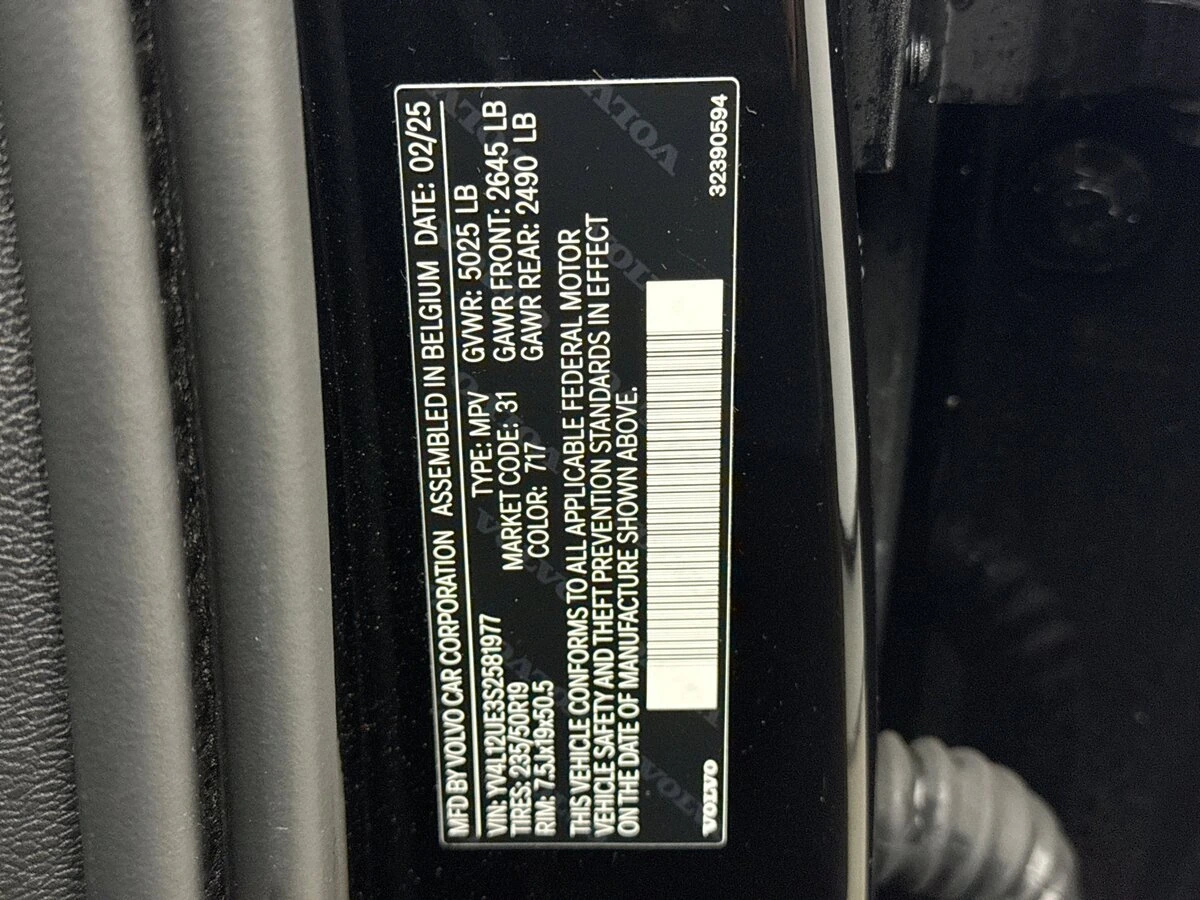 MFD BY VOLVO CAR CORPORATION ASSEMBLED IN BELGIUM DATE: 02/25
VIN: YV4L12UE3S2581977 TYPE: MPV GVWR: 5025 LB
TIRES: 235/50R19 MARKET CODE: 31 GAWR FRONT: 2645 LB
RIM: 7.5Jx19x50.5 COLOR: 717 GAWR REAR: 2490 LB
THIS VEHICLE CONFORMS TO ALL APPLICABLE FEDERAL MOTOR
VEHICLE SAFETY AND THEFT PREVENTION STANDARDS IN EFFECT
ON THE DATE OF MANUFACTURE SHOWN ABOVE.
VOLVO 32390594